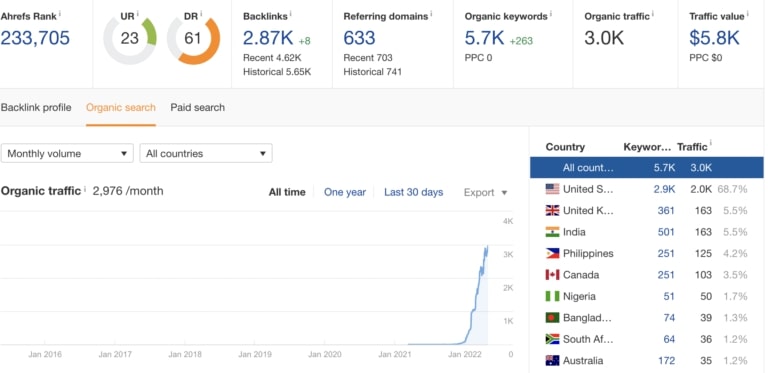 Ahrefs Rank i
233,705
UR i
23
DR i
61
Backlinks i
2.87K +8
Recent 4.62K
Historical 5.65K
Referring domains i
633
Recent 703
Historical 741
Organic keywords i
5.7K +263
PPC 0
Organic traffic i
3.0K
Traffic value i
$5.8K
PPC $0
Backlink profile Organic search Paid search
Monthly volume ▼ All countries ▼
Organic traffic i 2,976 /month
All time One year Last 30 days Export ▼
4K
3K
2K
1K
0
Jan 2016 Jan 2017 Jan 2018 Jan 2019 Jan 2020 Jan 2021 Jan 2022
Country Keywor... Traffic i
All count... 5.7K 3.0K
United S... 2.9K 2.0K 68.7%
United K... 361 163 5.5%
India 501 163 5.5%
Philippines 251 125 4.2%
Canada 251 103 3.5%
Nigeria 51 50 1.7%
Banglad... 74 39 1.3%
South Af... 64 36 1.2%
Australia 172 35 1.2%